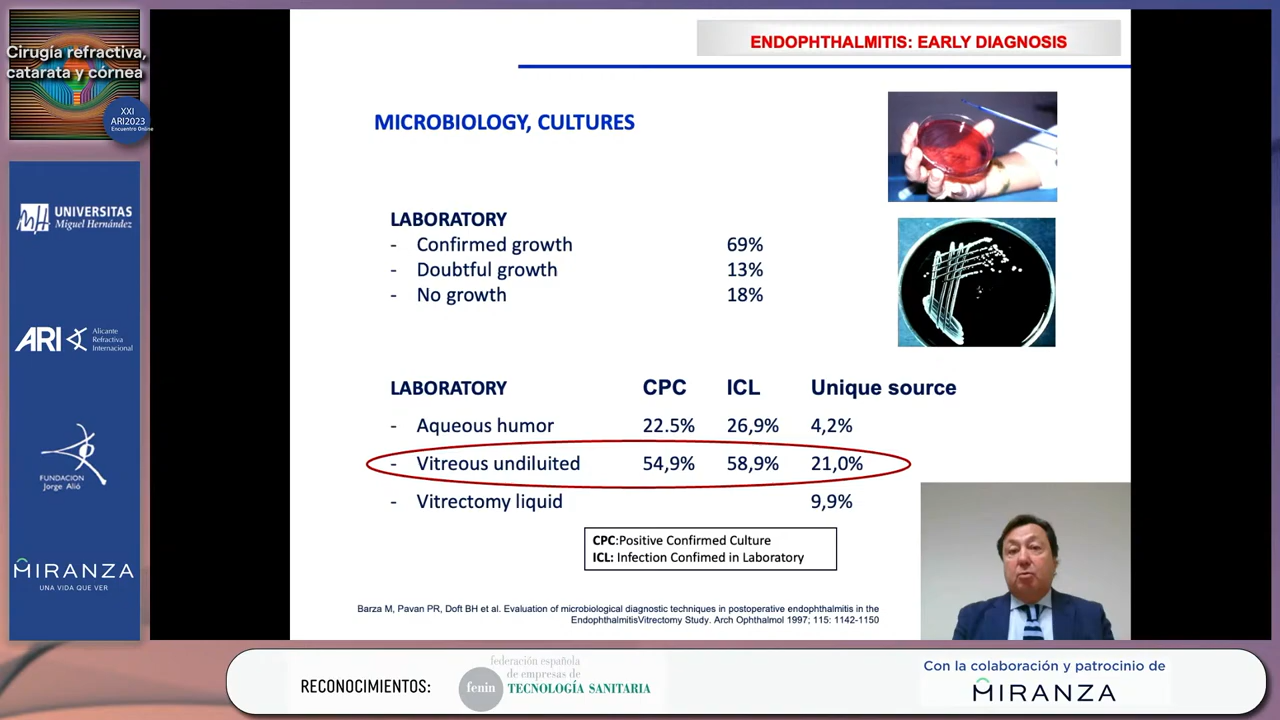 Cirugía refractiva,
catarata y córnea
XXI
ARI2023
Encuentro Online
UNIVERSITAS
Miguel Hernández
ARI
Alicante
Refractiva
Internacional
FUNDACION
Jorge Alió
MIRANZA
UNA VIDA QUE VER
ENDOPHTHALMITIS: EARLY DIAGNOSIS
MICROBIOLOGY, CULTURES
LABORATORY
- Confirmed growth 69%
- Doubtful growth 13%
- No growth 18%
LABORATORY CPC ICL Unique source
- Aqueous humor 22.5% 26,9% 4,2%
- Vitreous undiluited 54,9% 58,9% 21,0%
- Vitrectomy liquid 9,9%
CPC:Positive Confirmed Culture
ICL: Infection Confimed in Laboratory
Barza M, Pavan PR, Doft BH et al. Evaluation of microbiological diagnostic techniques in postoperative endophthalmitis in the
EndophthalmitisVitrectomy Study. Arch Ophthalmol 1997; 115: 1142-1150
RECONOCIMIENTOS:
fenin
federación española
de empresas de
TECNOLOGÍA SANITARIA
Con la colaboración y patrocinio de
MIRANZA